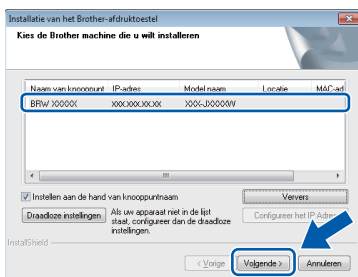 Installatie van het Brother-afdruktoestel
Kies de Brother machine die u wilt installeren
Naam van knooppunt IP-adres Model naam Locatie MAC-ad
BRW XXXXX XXX.XXX.XX.XX XXX-JXXXXW
Instellen aan de hand van knooppuntnaam
Ververs
Draadloze instellingen
Als uw apparaat niet in de lijst
staat, configureer dan de draadloze
instellingen.
Configureer het IP Adres
InstallShield
< Vorige
Volgende >
Annuleren